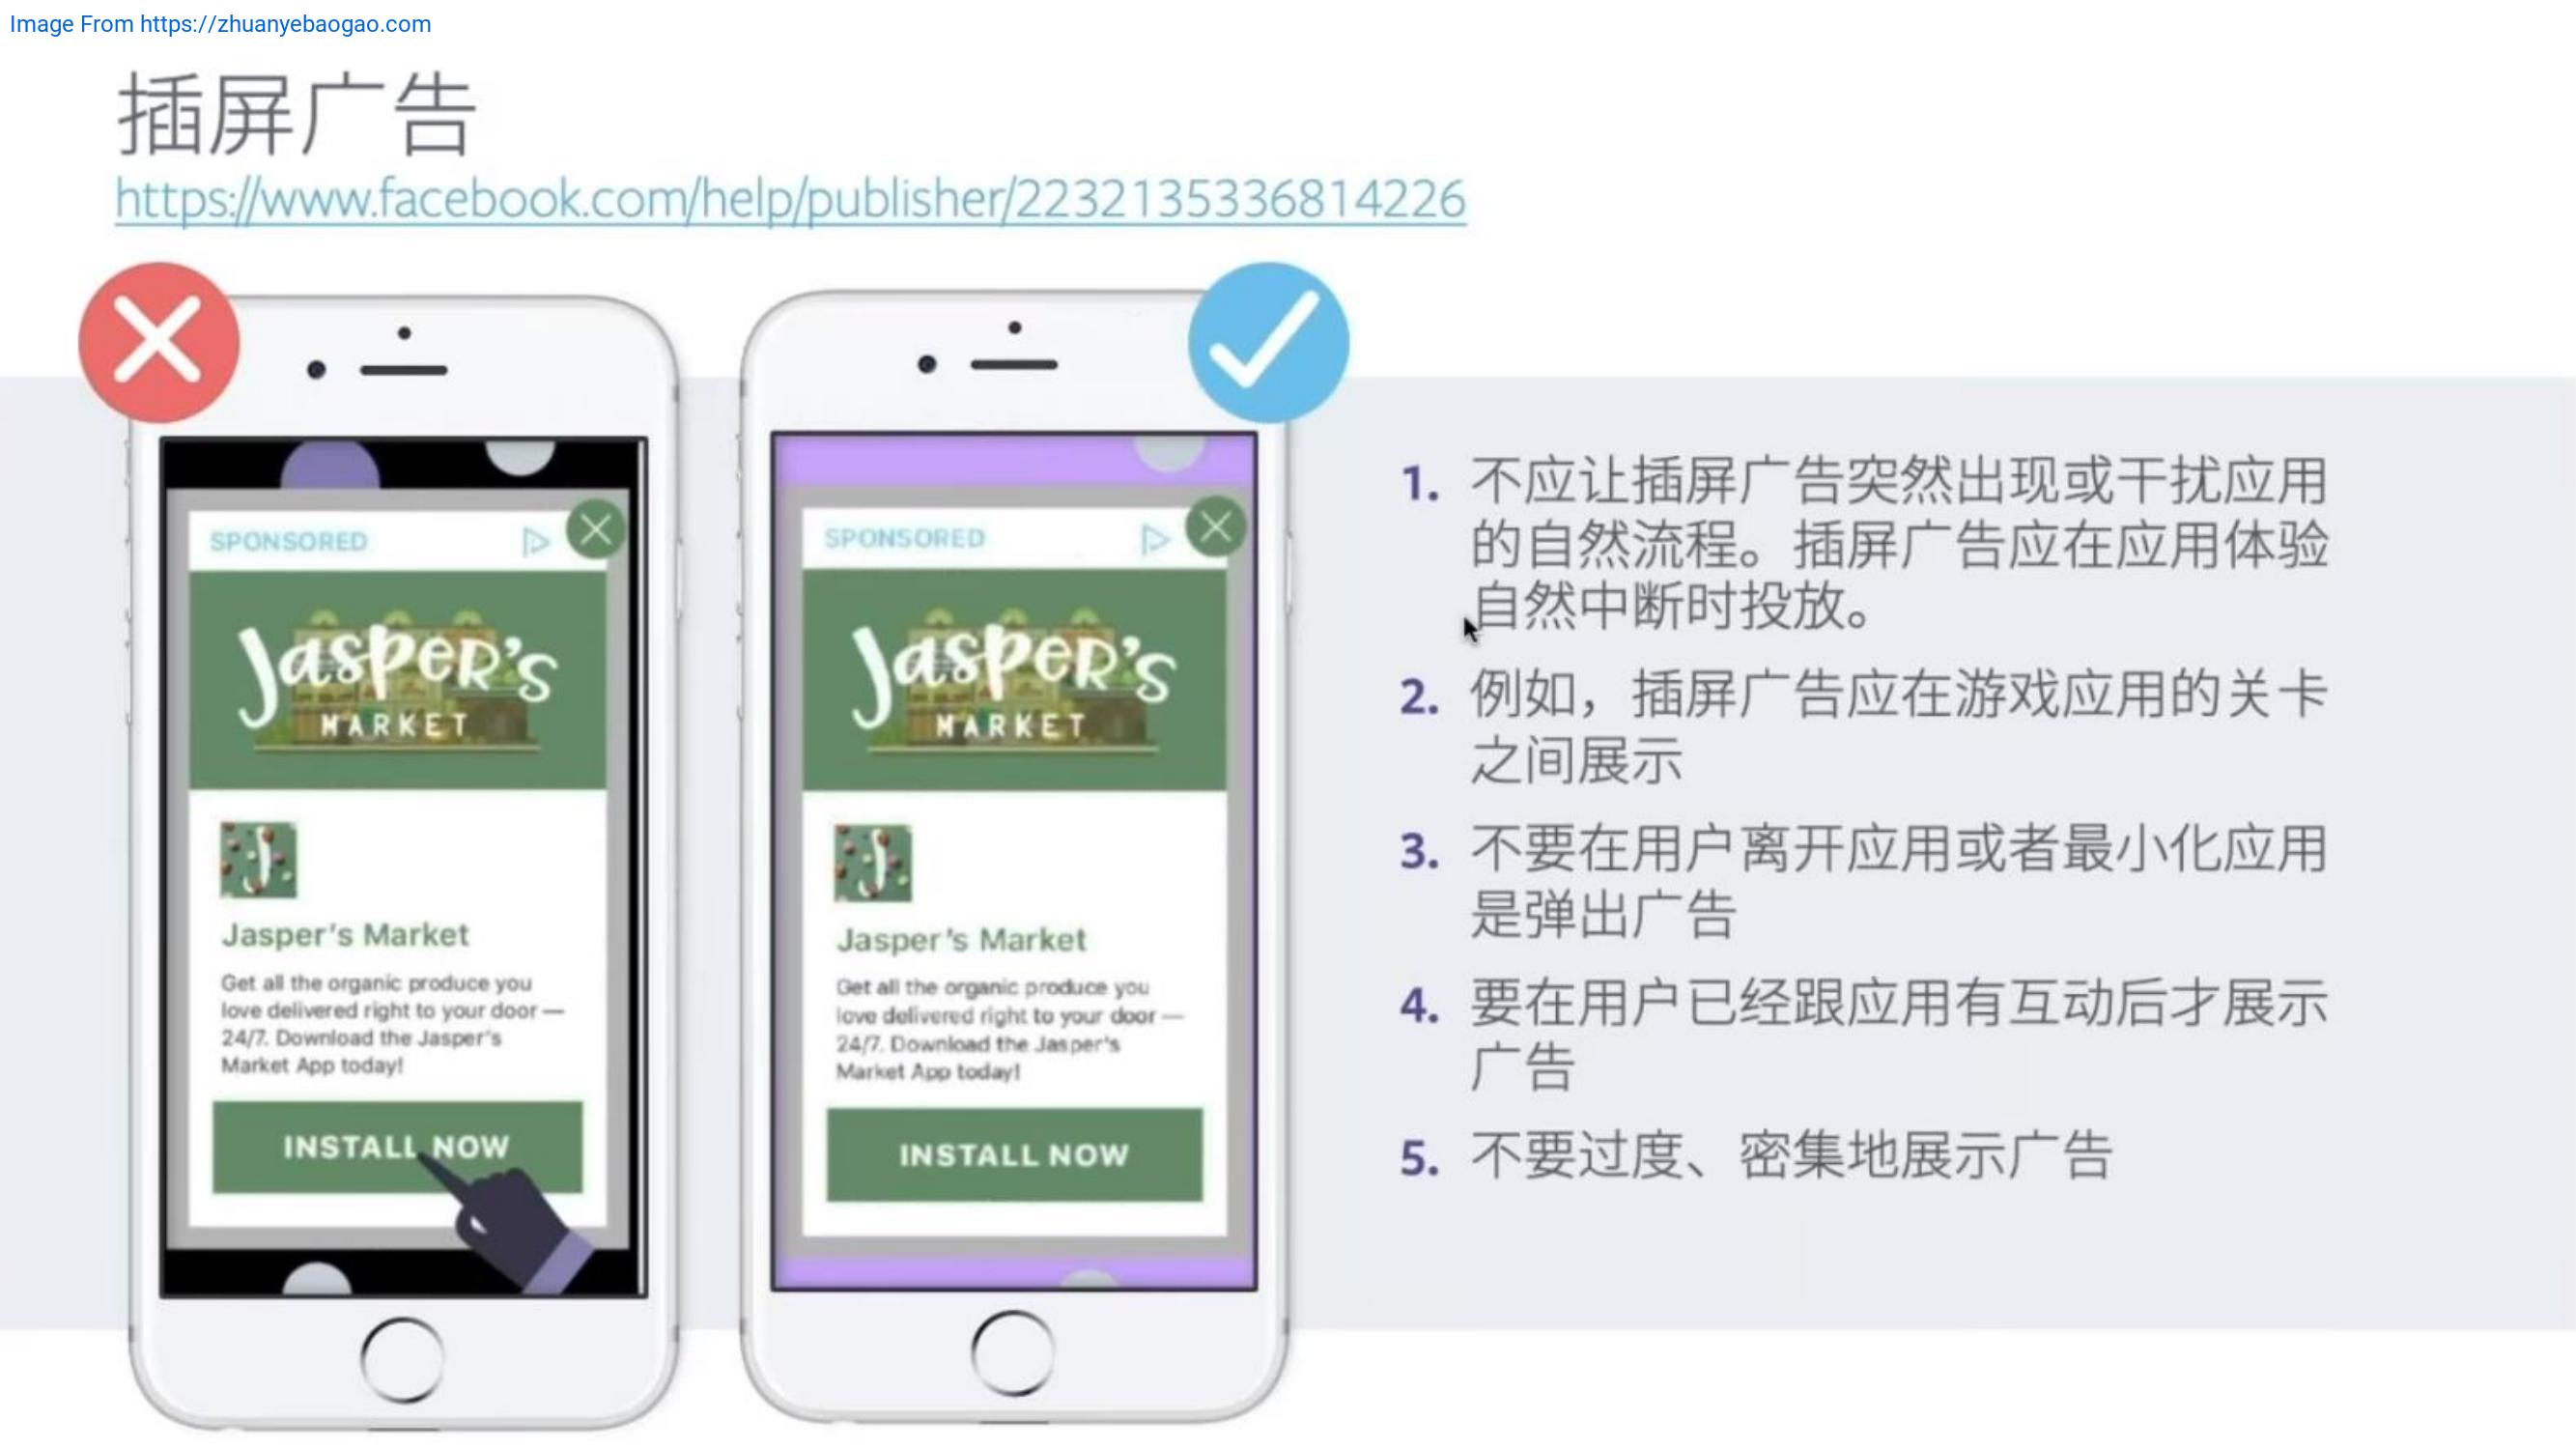 Image From https://zhuanyebaogao.com
插屏广告
https://www.facebook.com/help/publisher/2232135336814226
SPONSORED
Jasper's
MARKET
Jasper's Market
Get all the organic produce you
love delivered right to your door —
24/7. Download the Jasper's
Market App today!
INSTALL NOW
SPONSORED
Jasper's
MARKET
Jasper's Market
Get all the organic produce you
love delivered right to your door —
24/7. Download the Jasper's
Market App today!
INSTALL NOW
1. 不应让插屏广告突然出现或干扰应用
的自然流程。插屏广告应在应用体验
自然中断时投放。
2. 例如，插屏广告应在游戏应用的关卡
之间展示
3. 不要在用户离开应用或者最小化应用
是弹出广告
4. 要在用户已经跟应用有互动后才展示
广告
5. 不要过度、密集地展示广告